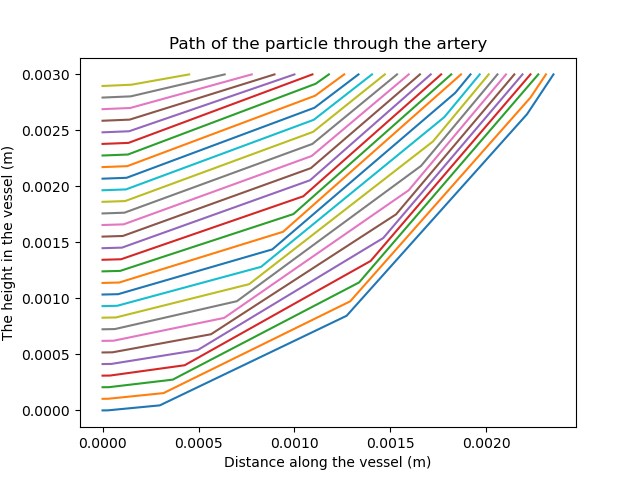 Path of the particle through the artery
The height in the vessel (m)
0.0030
0.0025
0.0020
0.0015
0.0010
0.0005
0.0000
0.0000 0.0005 0.0010 0.0015 0.0020
Distance along the vessel (m)